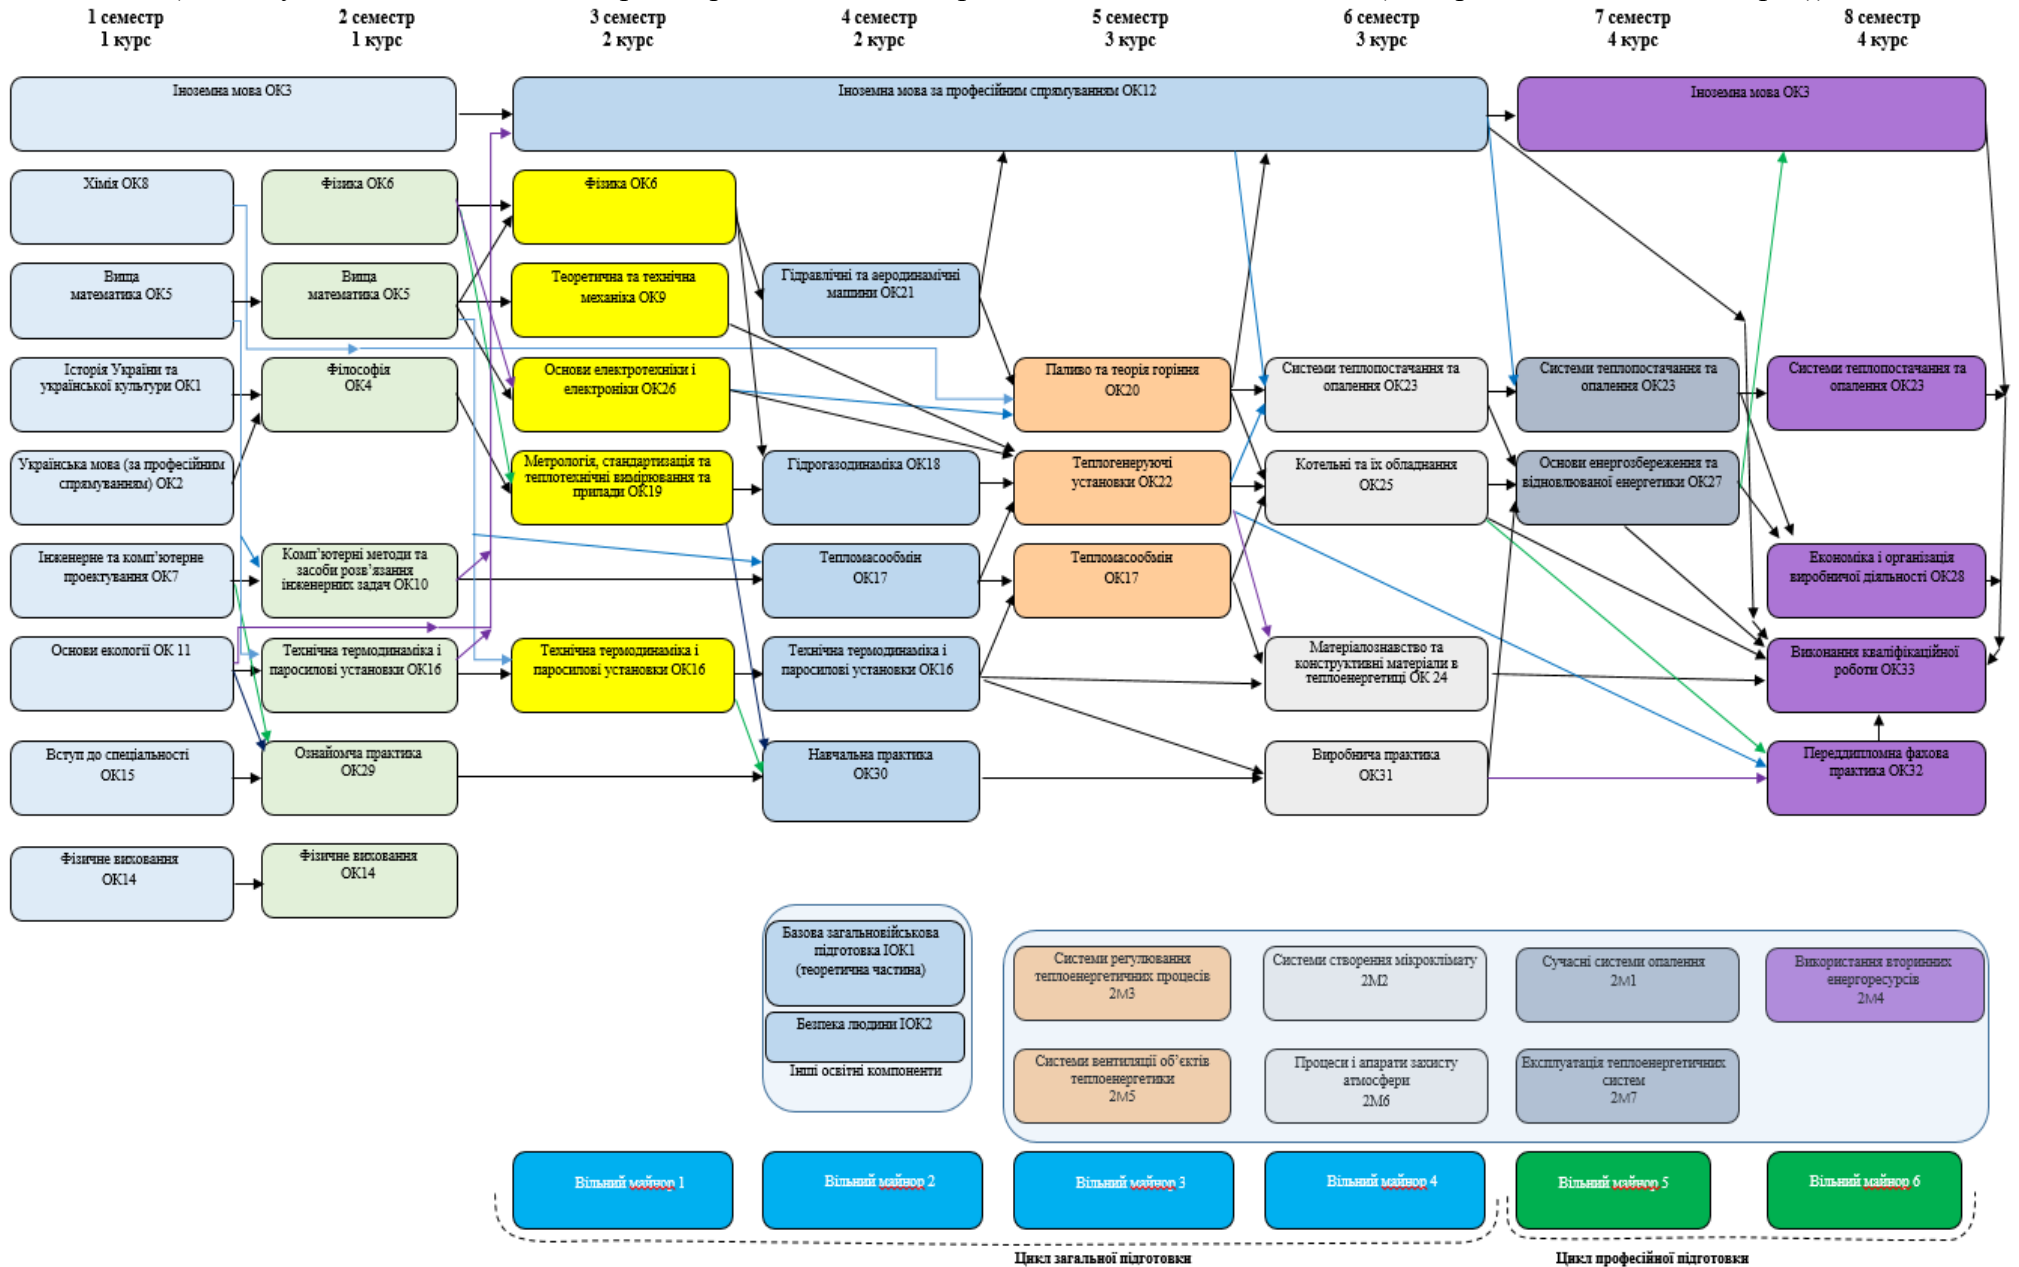 1 семестр
1 курс
2 семестр
1 курс
3 семестр
2 курс
4 семестр
2 курс
5 семестр
3 курс
6 семестр
3 курс
7 семестр
4 курс
8 семестр
4 курс
Іноземна мова ОК3
Іноземна мова за професійним спрямуванням ОК12
Іноземна мова ОК3
Хімія ОК8
Фізика ОК6
Фізика ОК6
Вища
математика ОК5
Вища
математика ОК5
Теоретична та технічна
механіка ОК9
Гідравлічні та аеродинамічні
машини ОК21
Історія України та
української культури ОК1
Філософія
ОК4
Основи електротехніки і
електроніки ОК26
Паливо та теорія горіння
ОК20
Системи теплопостачання та
опалення ОК23
Системи теплопостачання та
опалення ОК23
Системи теплопостачання та
опалення ОК23
Українська мова (за професійним
спрямуванням) ОК2
Метрологія, стандартизація та
теплотехнічні вимірювання та
прилади ОК19
Гідрогазодинаміка ОК18
Теплогенеруючі
установки ОК22
Котельні та їх обладнання
ОК25
Основи енергозбереження та
відновлюваної енергетики ОК27
Інженерне та комп’ютерне
проектування ОК7
Комп’ютерні методи та
засоби розв’язання
інженерних задач ОК10
Тепломасообмін
ОК17
Тепломасообмін
ОК17
Економіка і організація
виробничої діяльності ОК28
Основи екології ОК 11
Технічна термодинаміка і
паросилові установки ОК16
Технічна термодинаміка і
паросилові установки ОК16
Технічна термодинаміка і
паросилові установки ОК16
Матеріалознавство та
конструктивні матеріали в
теплоенергетиці ОК 24
Виконання кваліфікаційної
роботи ОК33
Вступ до спеціальності
ОК15
Ознайомча практика
ОК29
Навчальна практика
ОК30
Виробнича практика
ОК31
Переддипломна фахова
практика ОК32
Фізичне виховання
ОК14
Фізичне виховання
ОК14
Базова загальновійськова
підготовка ІОК1
(теоретична частина)
Безпека людини ІОК2
Інші освітні компоненти
Системи регулювання
теплоенергетичних процесів
2М3
Системи створення мікроклімату
2М2
Сучасні системи опалення
2М1
Використання вторинних
енергоресурсів
2М4
Системи вентиляції об’єктів
теплоенергетики
2М5
Процеси і апарати захисту
атмосфери
2М6
Експлуатація теплоенергетичних
систем
2М7
Вільний майнор 1
Вільний майнор 2
Вільний майнор 3
Вільний майнор 4
Вільний майнор 5
Вільний майнор 6
Цикл загальної підготовки
Цикл професійної підготовки